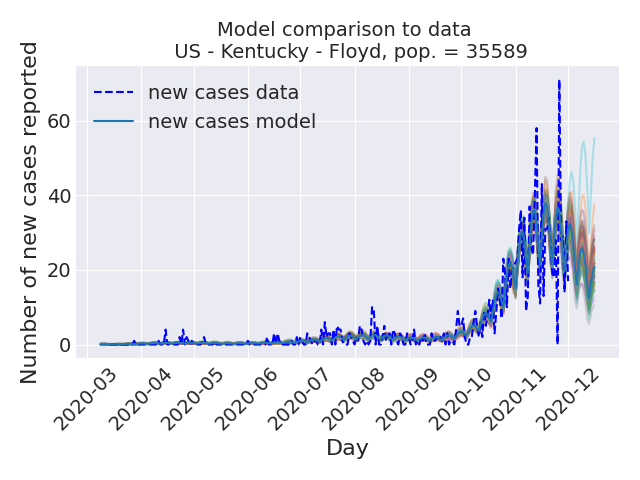 Model comparison to data
US - Kentucky - Floyd, pop. = 35589
new cases data
new cases model
Number of new cases reported
60
40
20
0
2020-03
2020-04
2020-05
2020-06
2020-07
2020-08
2020-09
2020-10
2020-11
2020-12
Day